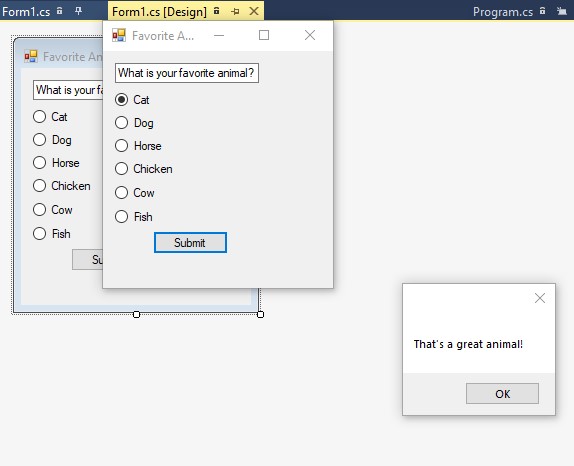 Form1.cs
Form1.cs [Design]
Program.cs
Favorite An
What is your fa
Cat
Dog
Horse
Chicken
Cow
Fish
Su
Favorite A...
What is your favorite animal?
Cat
Dog
Horse
Chicken
Cow
Fish
Submit
That's a great animal!
OK